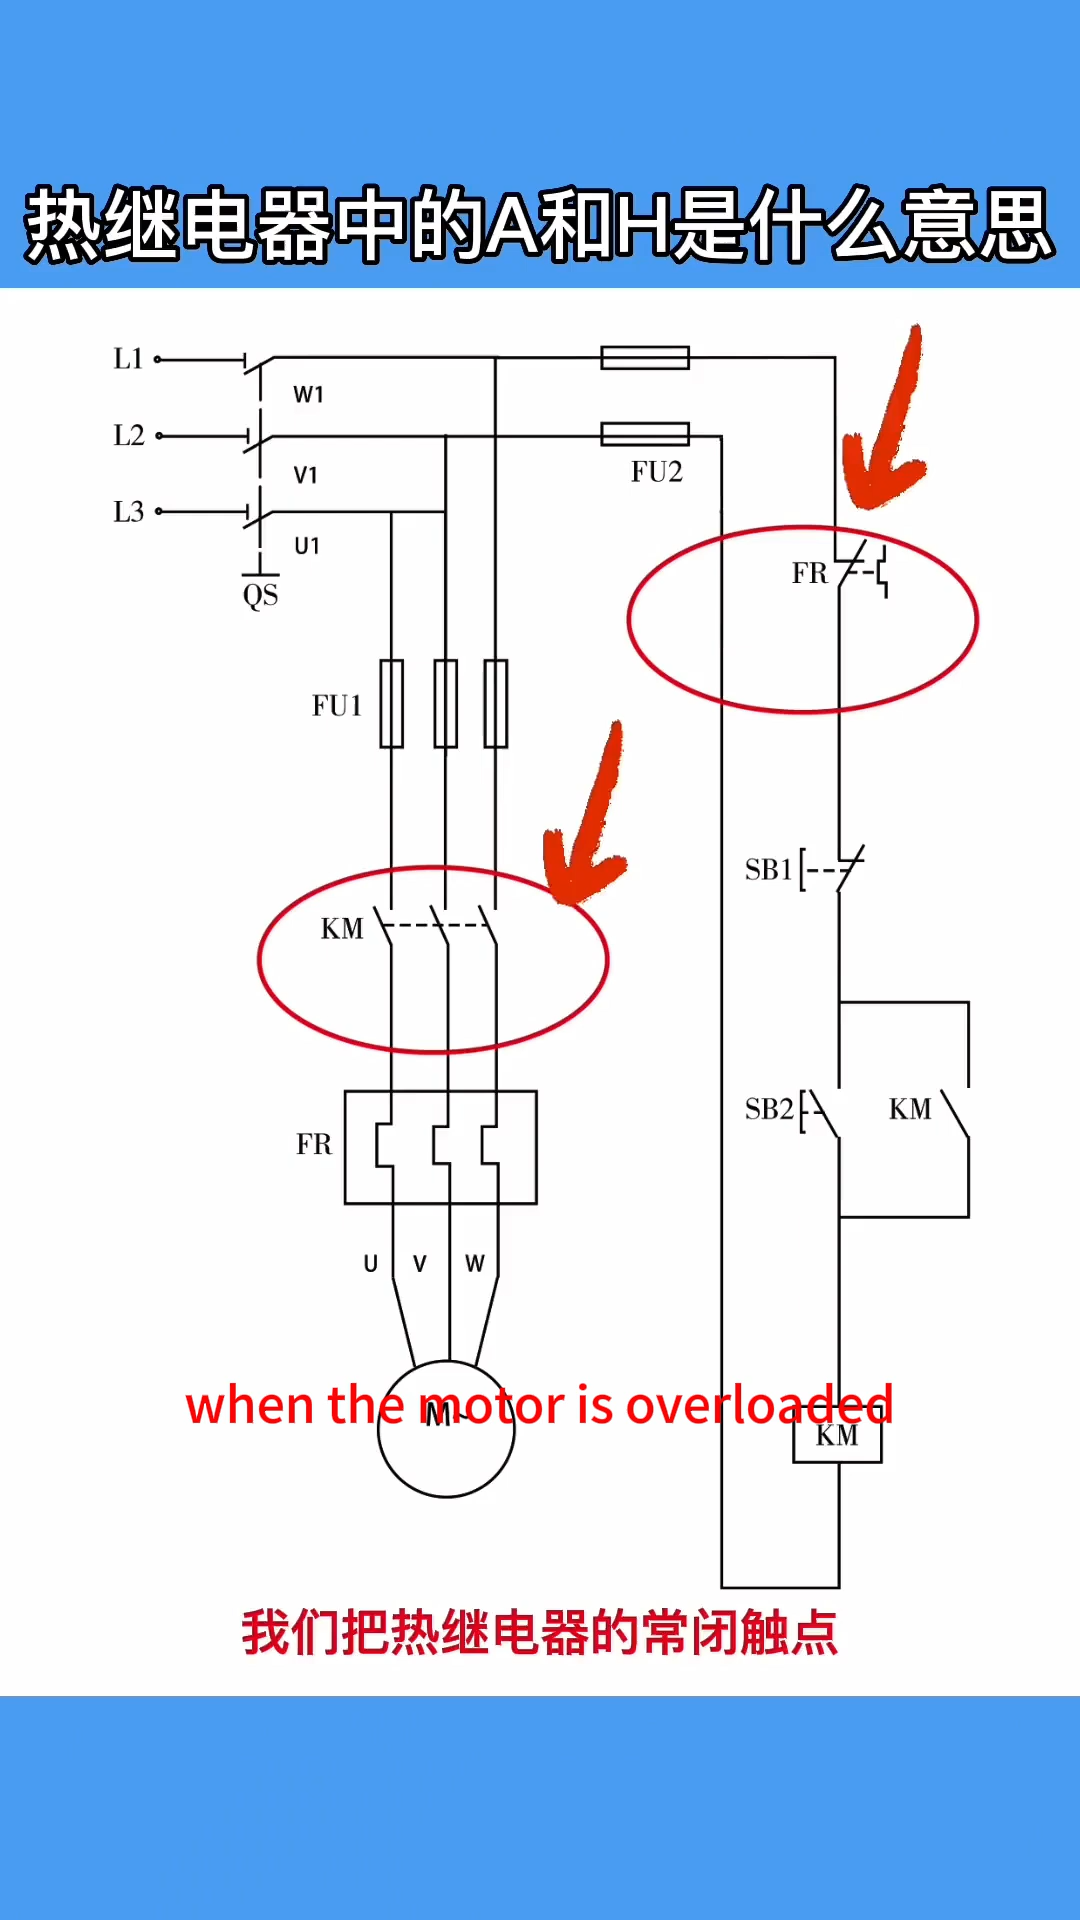 热继电器中的A和H是什么意思
L1
W1
L2
V1
FU2
L3
U1
QS
FR
FU1
SB1
KM
SB2
KM
FR
U V W
when the motor is overloaded
M~
KM
我们把热继电器的常闭触点